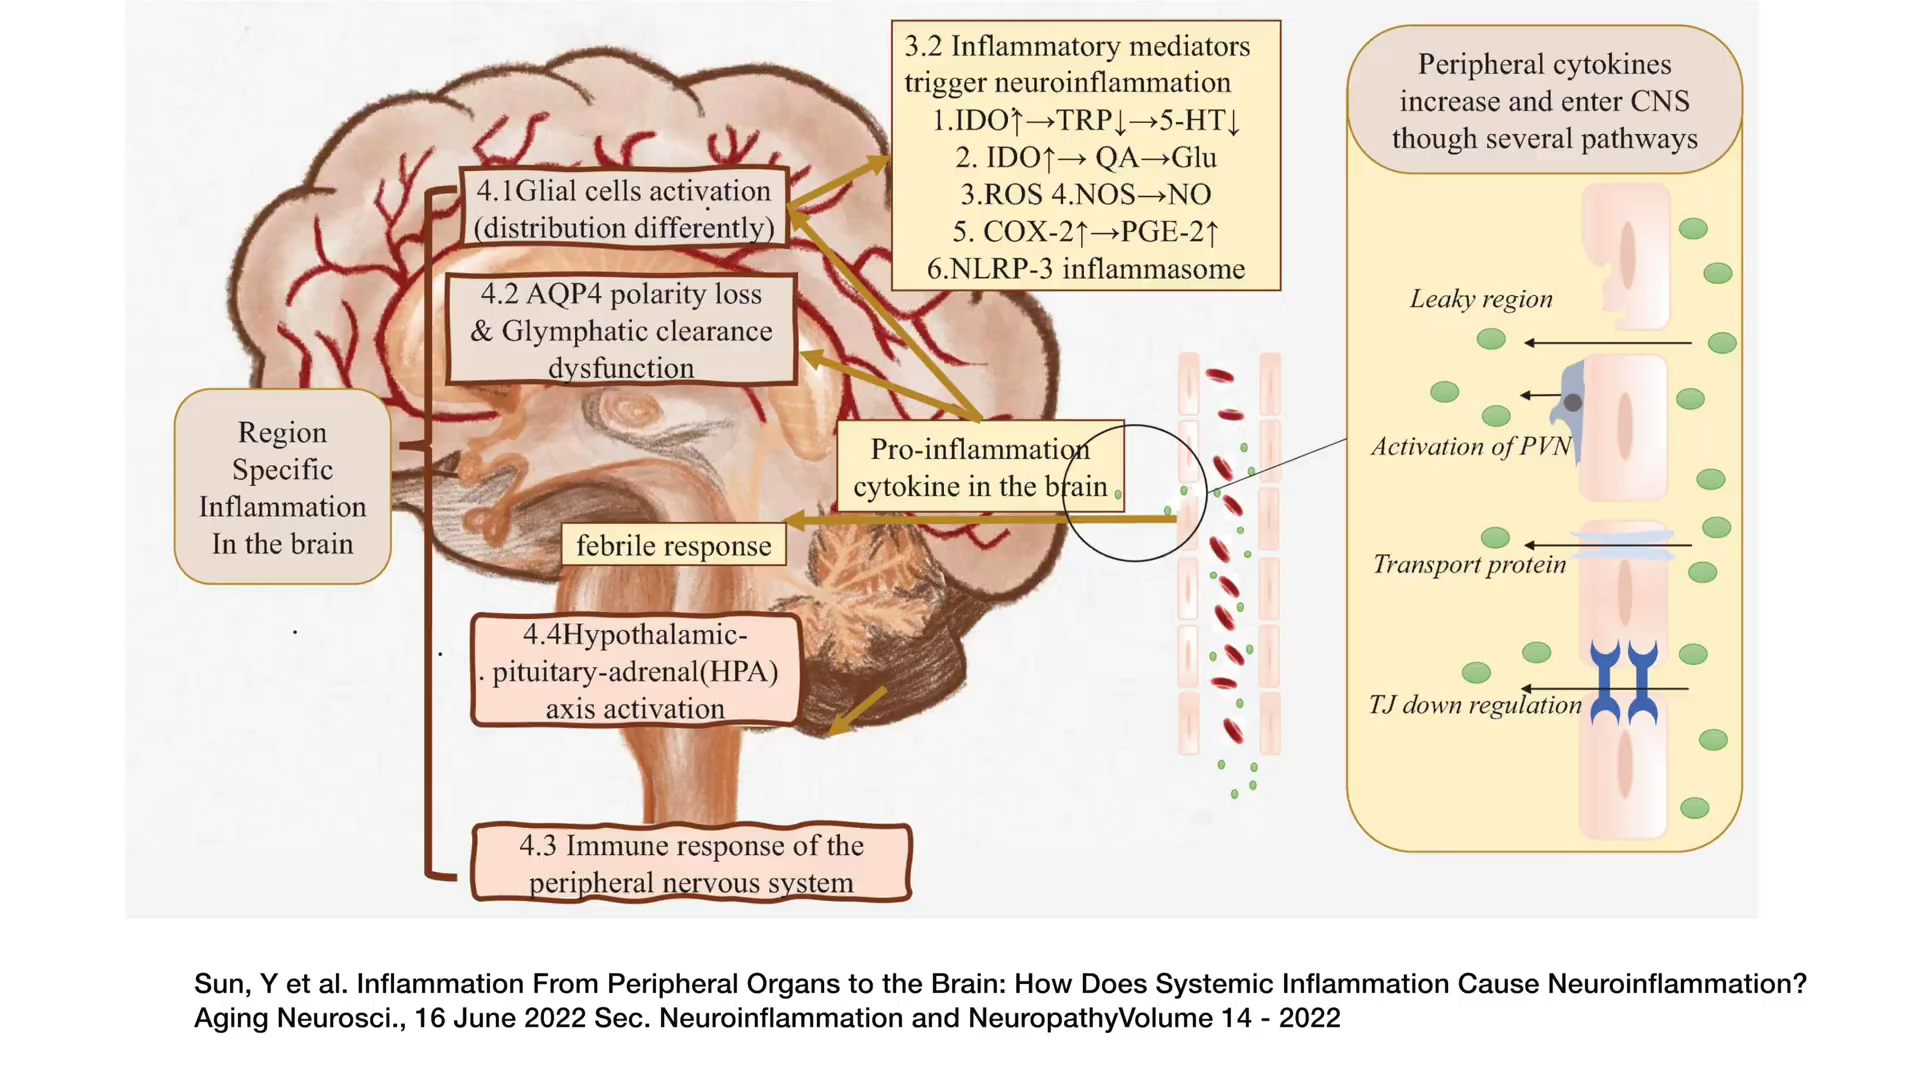 3.2 Inflammatory mediators
trigger neuroinflammation
1.IDO↑→TRP↓→5-HT↓
2. IDO↑→ QA→Glu
3.ROS 4.NOS→NO
5. COX-2↑→PGE-2↑
6.NLRP-3 inflammasome
Peripheral cytokines
increase and enter CNS
though several pathways
4.1Glial cells activation
(distribution differently)
4.2 AQP4 polarity loss
& Glymphatic clearance
dysfunction
Region
Specific
Inflammation
In the brain
Pro-inflammation
cytokine in the brain
febrile response
4.4Hypothalamic-
pituitary-adrenal(HPA)
axis activation
4.3 Immune response of the
peripheral nervous system
Leaky region
Activation of PVN
Transport protein
TJ down regulation
Sun, Y et al. Inflammation From Peripheral Organs to the Brain: How Does Systemic Inflammation Cause Neuroinflammation?
Aging Neurosci., 16 June 2022 Sec. Neuroinflammation and NeuropathyVolume 14 - 2022